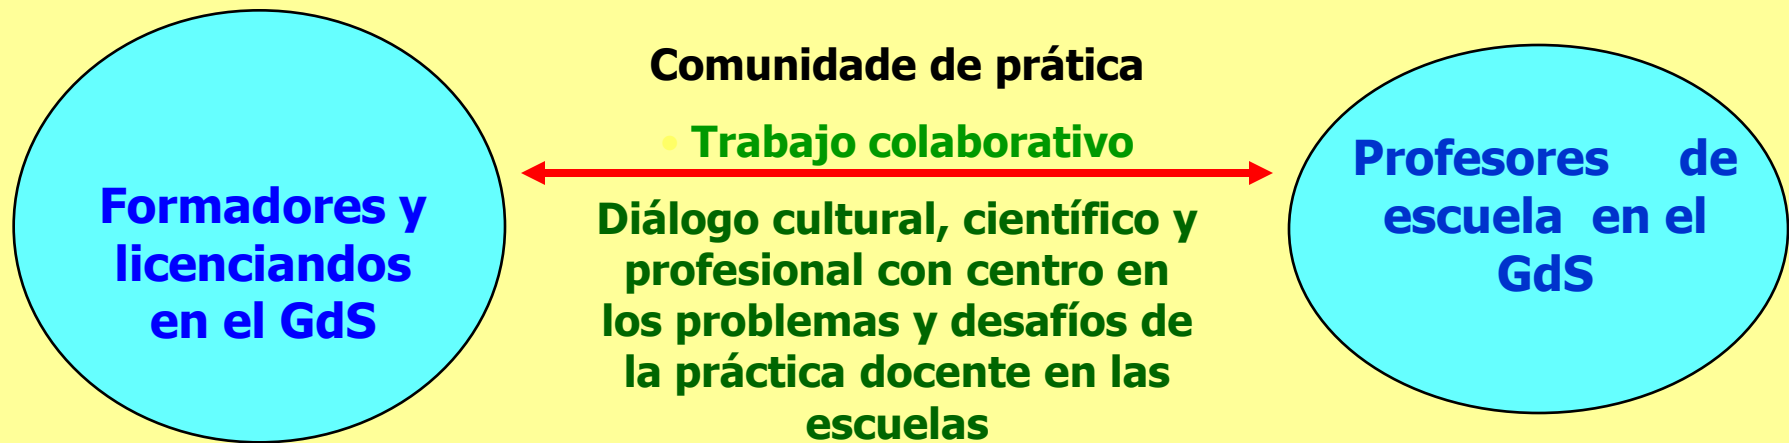 Formadores y
licenciandos
en el GdS
Comunidade de prática
• Trabajo colaborativo
Diálogo cultural, científico y
profesional con centro en
los problemas y desafíos de
la práctica docente en las
escuelas
Profesores de
escuela en el
GdS